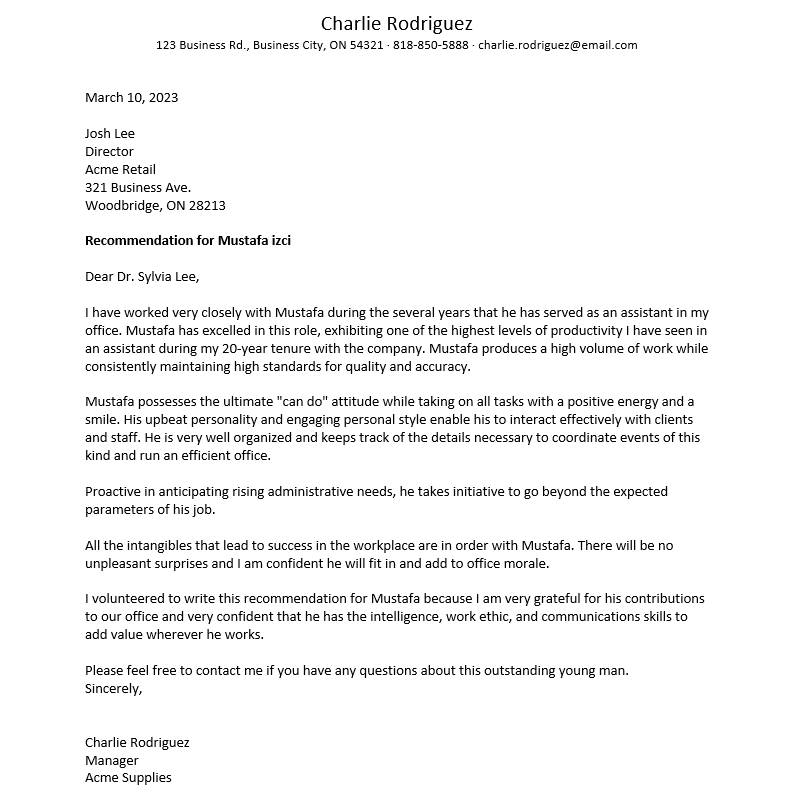 Charlie Rodriguez
123 Business Rd., Business City, ON 54321 · 818-850-5888 · charlie.rodriguez@email.com
March 10, 2023
Josh Lee
Director
Acme Retail
321 Business Ave.
Woodbridge, ON 28213
Recommendation for Mustafa izci
Dear Dr. Sylvia Lee,
I have worked very closely with Mustafa during the several years that he has served as an assistant in my
office. Mustafa has excelled in this role, exhibiting one of the highest levels of productivity I have seen in
an assistant during my 20-year tenure with the company. Mustafa produces a high volume of work while
consistently maintaining high standards for quality and accuracy.
Mustafa possesses the ultimate "can do" attitude while taking on all tasks with a positive energy and a
smile. His upbeat personality and engaging personal style enable his to interact effectively with clients
and staff. He is very well organized and keeps track of the details necessary to coordinate events of this
kind and run an efficient office.
Proactive in anticipating rising administrative needs, he takes initiative to go beyond the expected
parameters of his job.
All the intangibles that lead to success in the workplace are in order with Mustafa. There will be no
unpleasant surprises and I am confident he will fit in and add to office morale.
I volunteered to write this recommendation for Mustafa because I am very grateful for his contributions
to our office and very confident that he has the intelligence, work ethic, and communications skills to
add value wherever he works.
Please feel free to contact me if you have any questions about this outstanding young man.
Sincerely,
Charlie Rodriguez
Manager
Acme Supplies